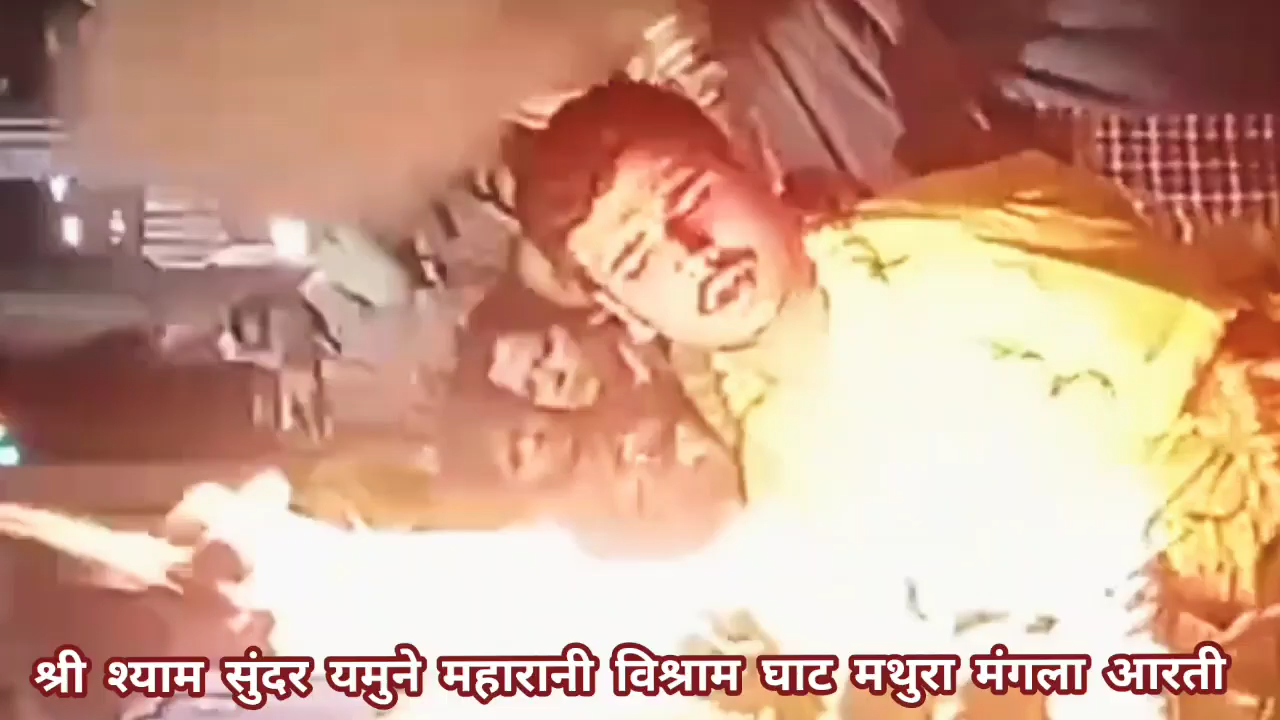 श्री श्याम सुंदर यमुने महारानी विश्राम घाट मथुरा मंगला आरती